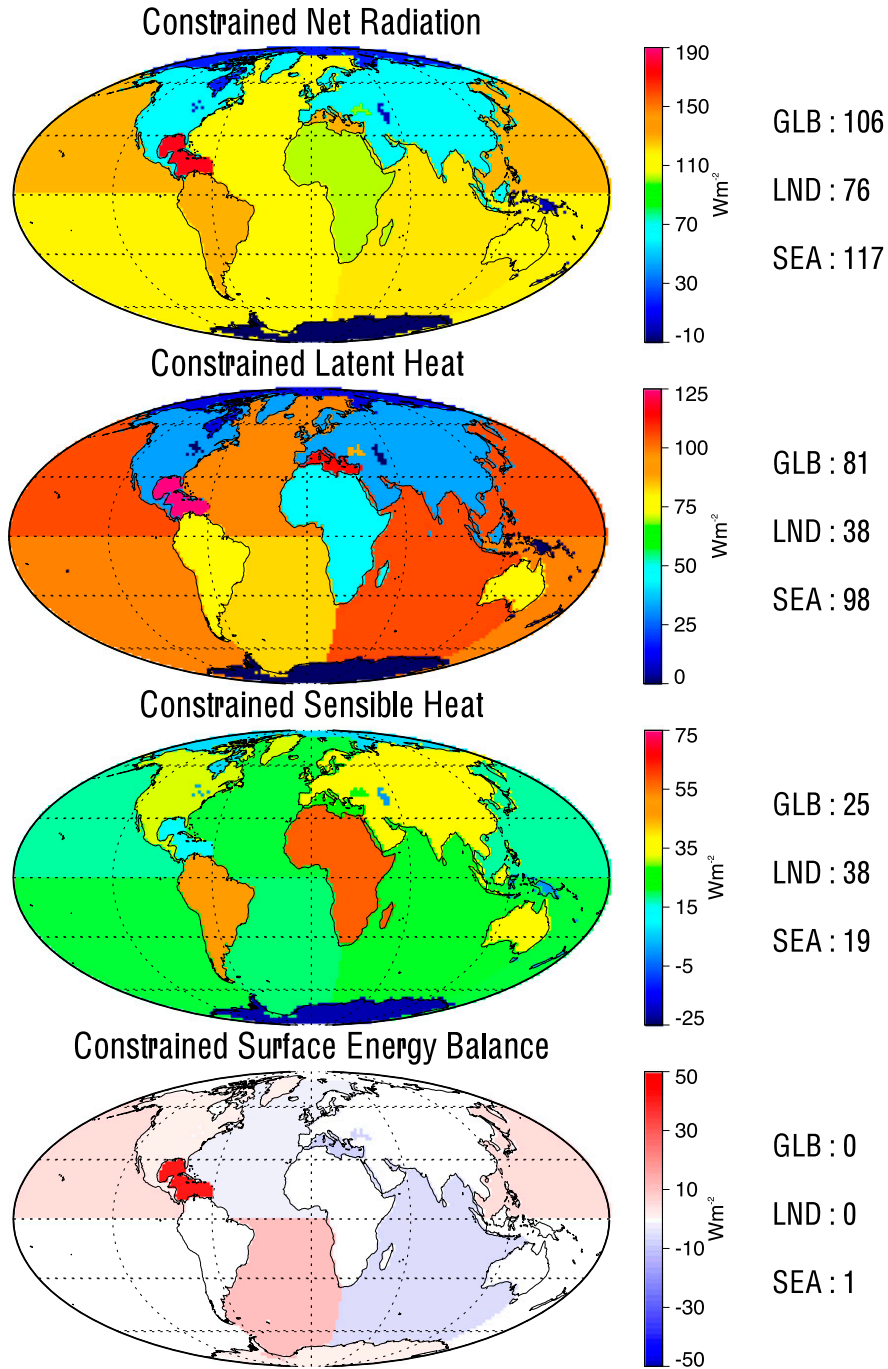 Constrained Net Radiation
190
150
110
70
30
-10
Wm-2
GLB : 106
LND : 76
SEA : 117
Constrained Latent Heat
125
100
75
50
25
0
Wm-2
GLB : 81
LND : 38
SEA : 98
Constrained Sensible Heat
75
55
35
15
-5
-25
Wm-2
GLB : 25
LND : 38
SEA : 19
Constrained Surface Energy Balance
50
30
10
-10
-30
-50
Wm-2
GLB : 0
LND : 0
SEA : 1